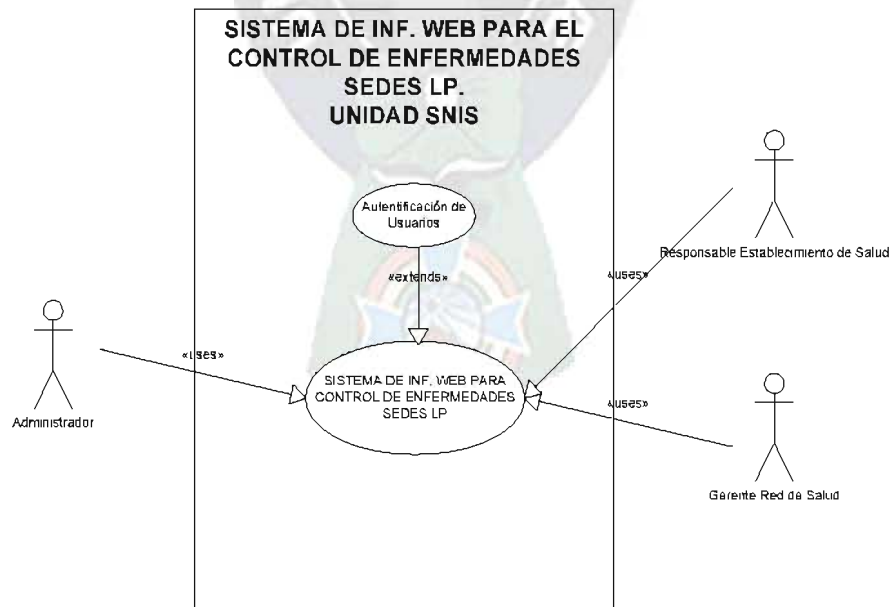 SISTEMA DE INF. WEB PARA EL
CONTROL DE ENFERMEDADES
SEDES LP.
UNIDAD SNIS
Autentificación de
Usuarios
Responsable Establecimiento de Salud
«extends»
«uses»
«uses»
SISTEMA DE INF. WEB PARA
CONTROL DE ENFERMEDADES
SEDES LP
«uses»
Administrador
Gerente Red de Salud